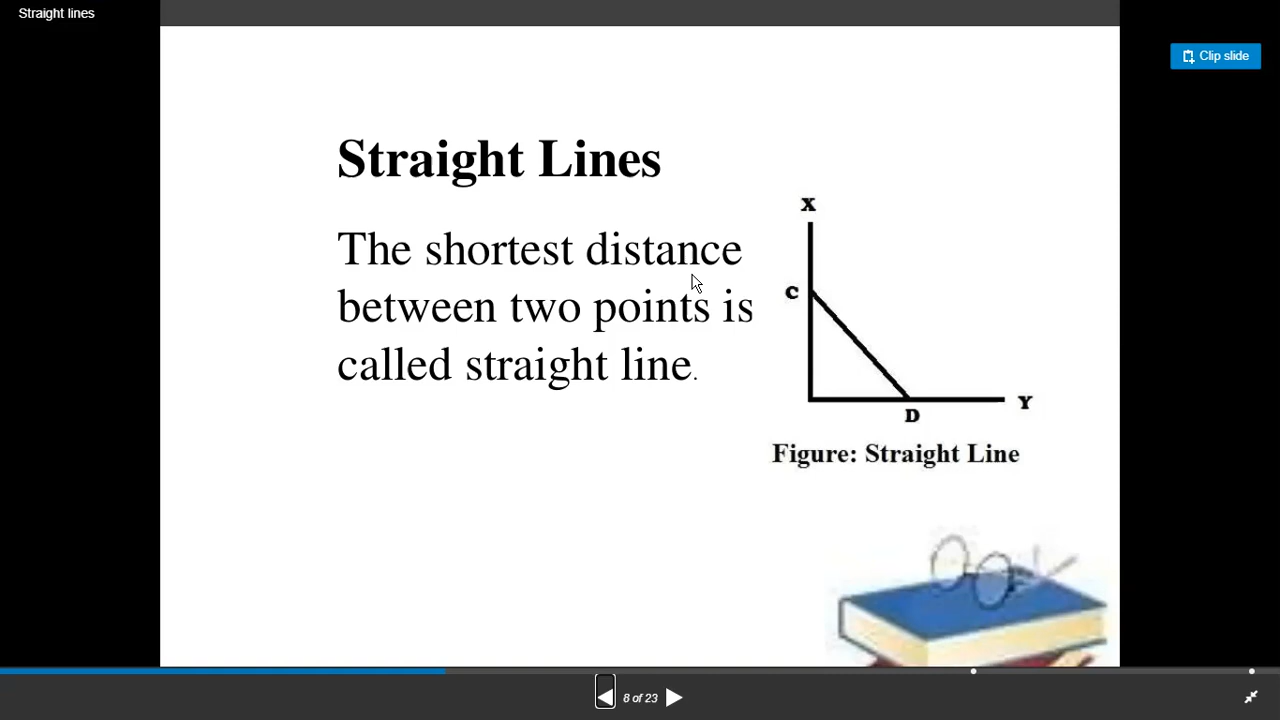 Straight lines
Clip slide
Straight Lines
The shortest distance
between two points is
called straight line.
X
C
D
Y
Figure: Straight Line
8 of 23